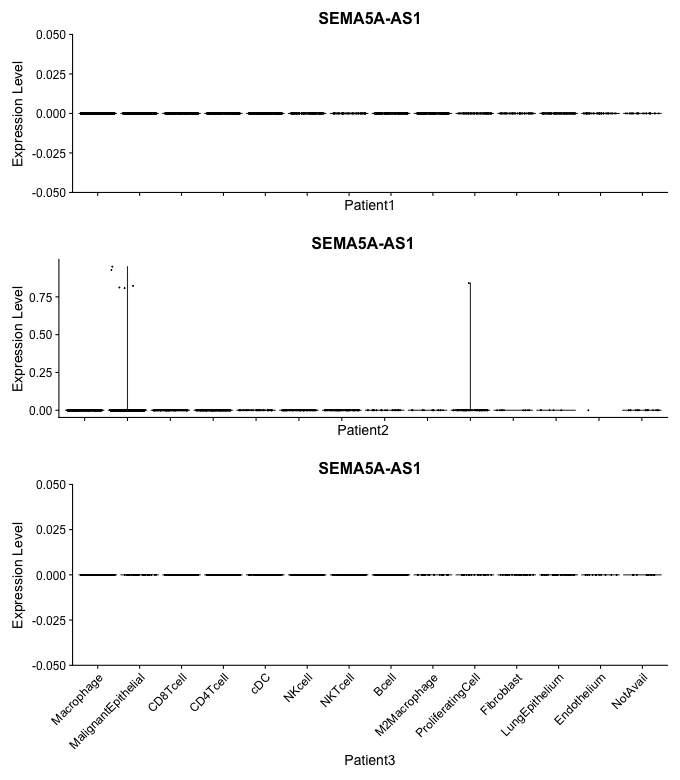 SEMA5A-AS1
Expression Level
0.050
0.025
0.000
-0.025
-0.050
Patient1
SEMA5A-AS1
Expression Level
0.75
0.50
0.25
0.00
Patient2
SEMA5A-AS1
Expression Level
0.050
0.025
0.000
-0.025
-0.050
Macrophage
MalignantEpithelial
CD8Tcell
CD4Tcell
cDC
NKcell
NKTcell
Bcell
M2Macrophage
ProliferatingCell
Fibroblast
LungEpithelium
Endothelium
NotAvail
Patient3